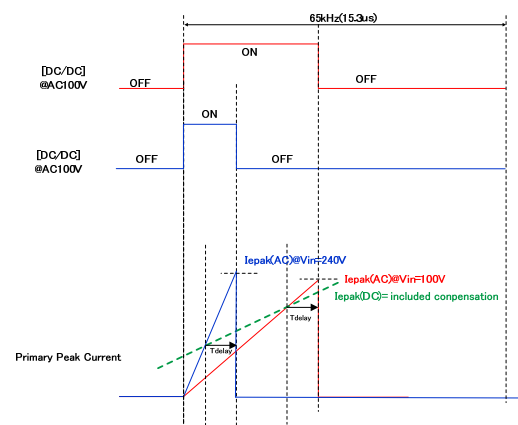 65kHz(15.3us)
ON
[DC/DC]
@AC100V
OFF
OFF
ON
[DC/DC]
@AC100V
OFF
OFF
Iepak(AC)@Vin=240V
Iepak(AC)@Vin=100V
Iepak(DC)= included conpensation
Tdelay
Tdelay
Primary Peak Current